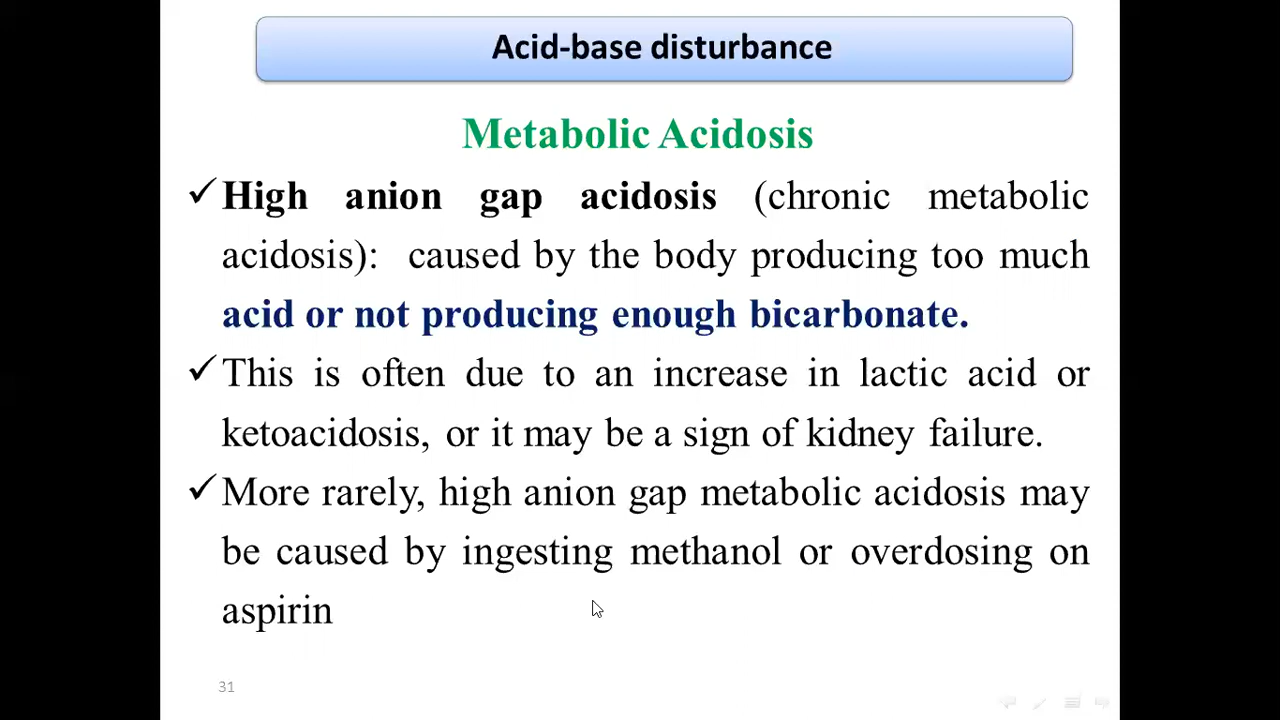 Acid-base disturbance
Metabolic Acidosis
✓High anion gap acidosis (chronic metabolic
acidosis): caused by the body producing too much
acid or not producing enough bicarbonate.
✓This is often due to an increase in lactic acid or
ketoacidosis, or it may be a sign of kidney failure.
✓More rarely, high anion gap metabolic acidosis may
be caused by ingesting methanol or overdosing on
aspirin
31